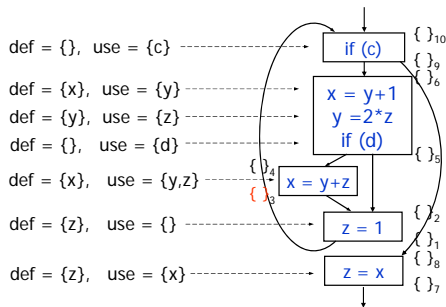 { }10
def = {}, use = {c}
if (c)
{ }9
{ }6
def = {x}, use = {y}
x = y+1
def = {y}, use = {z}
y =2*z
def = {}, use = {d}
if (d)
{ }5
{ }4
def = {x}, use = {y,z}
x = y+z
{ }3
{ }2
def = {z}, use = {}
z = 1
{ }1
{ }8
def = {z}, use = {x}
z = x
{ }7